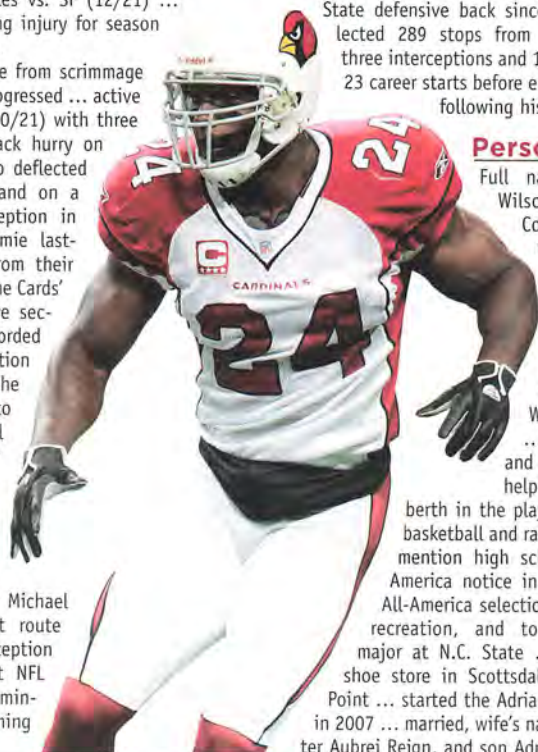 es vs. SF (12/21) ...
ng injury for season
e from scrimmage
ogressed ... active
0/21) with three
ack hurry on
o deflected
and on a
eption in
mie last-
rom their
he Cards'
e sec-
orded
tion
he
to
l
Michael
t route
eption
t NFL
min-
ning
State defensive back since
lected 289 stops from
three interceptions and 1
23 career starts before e
following his
Perso
Full na
Wilso
Co
W
...
and
help
berth in the play
basketball and ra
mention high sc
America notice in
All-America selectio
recreation, and to
major at N.C. State .
shoe store in Scottsdal
Point ... started the Adria
in 2007 ... married, wife's na
ter Aubrei Reign, and son Ad
24
24
C
CARDINALS
24